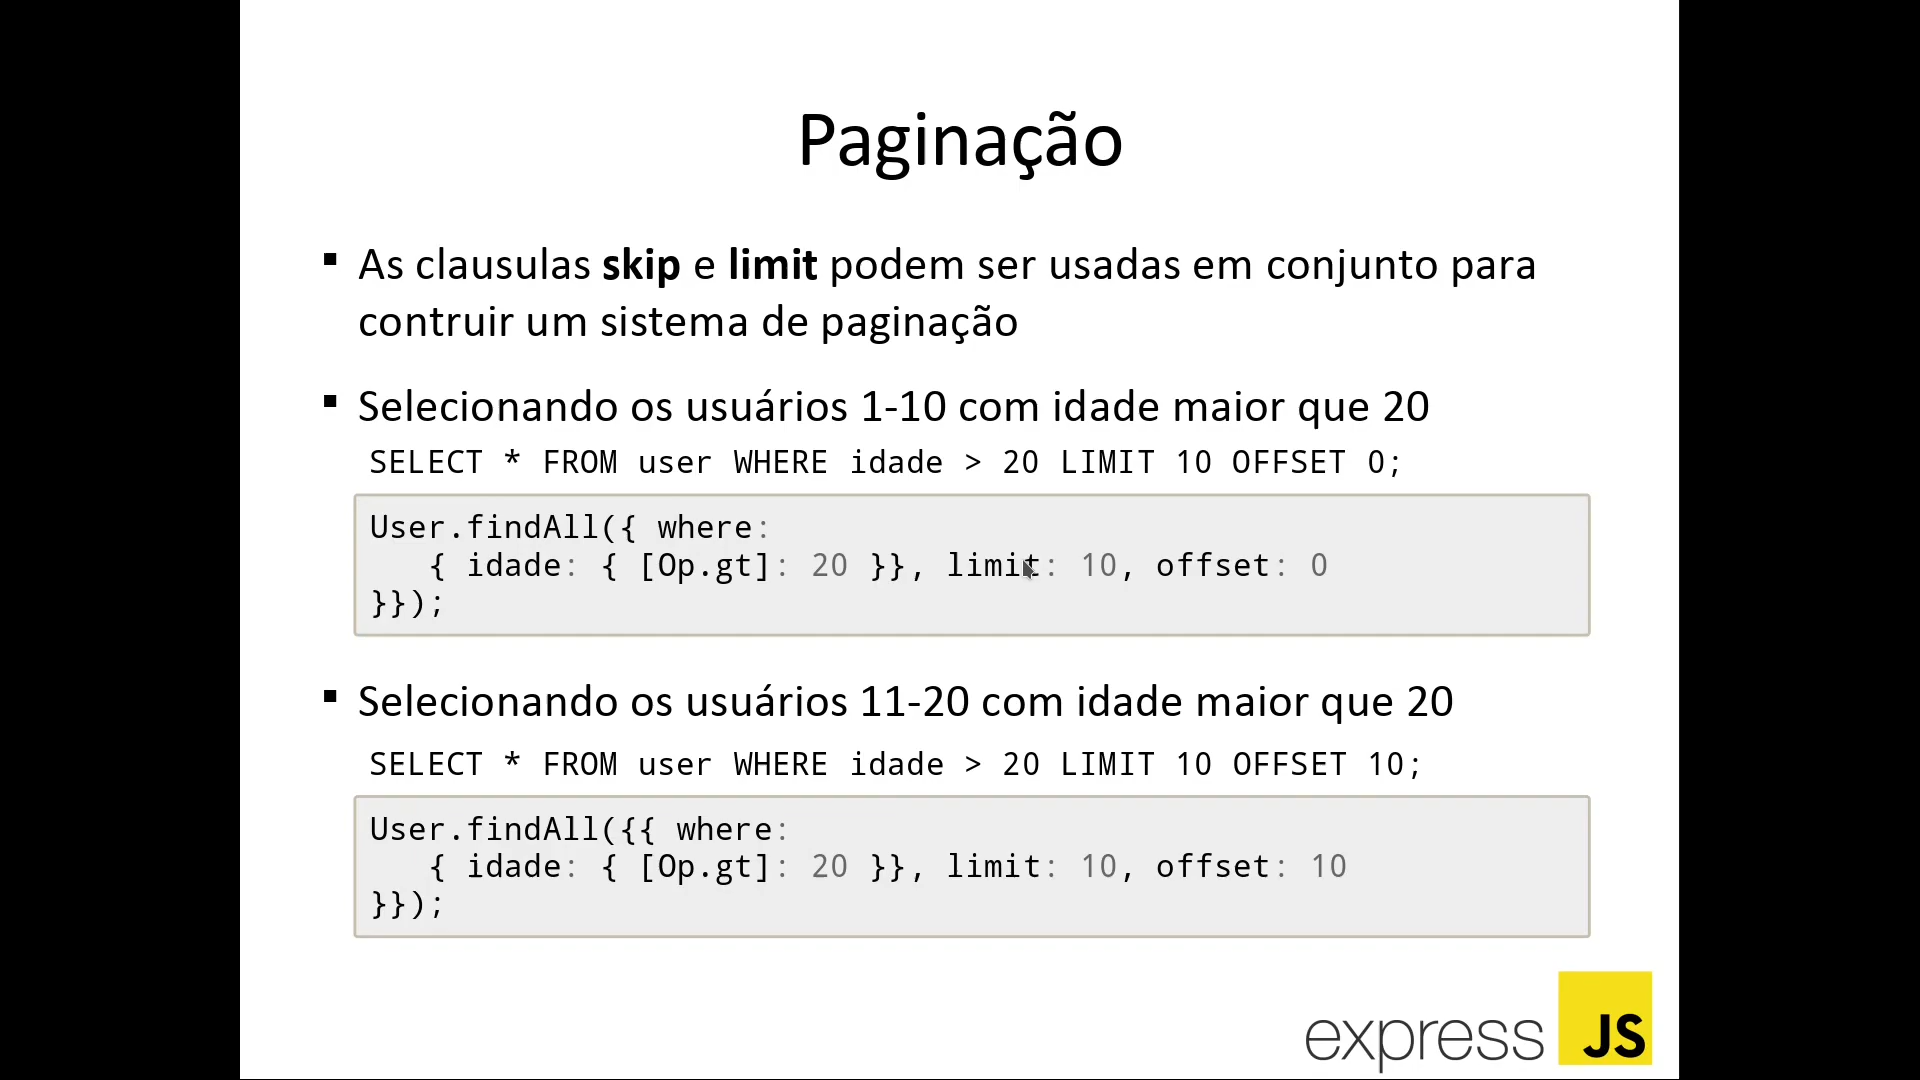 Paginação
▪ As clausulas skip e limit podem ser usadas em conjunto para
contruir um sistema de paginação
▪ Selecionando os usuários 1-10 com idade maior que 20
SELECT * FROM user WHERE idade > 20 LIMIT 10 OFFSET 0;
User.findAll({ where:
{ idade: { [Op.gt]: 20 }}, limit: 10, offset: 0
}});
▪ Selecionando os usuários 11-20 com idade maior que 20
SELECT * FROM user WHERE idade > 20 LIMIT 10 OFFSET 10;
User.findAll({{ where:
{ idade: { [Op.gt]: 20 }}, limit: 10, offset: 10
}});
express JS